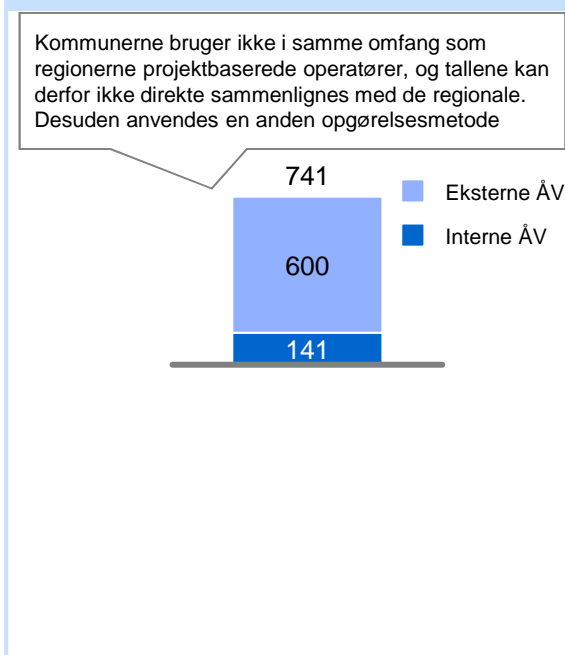 Kommunerne bruger ikke i samme omfang som
regionerne projektbaserede operatører, og tallene kan
derfor ikke direkte sammenlignes med de regionale.
Desuden anvendes en anden opgørelsesmetode
741
Eksterne ÅV
Interne ÅV
600
141